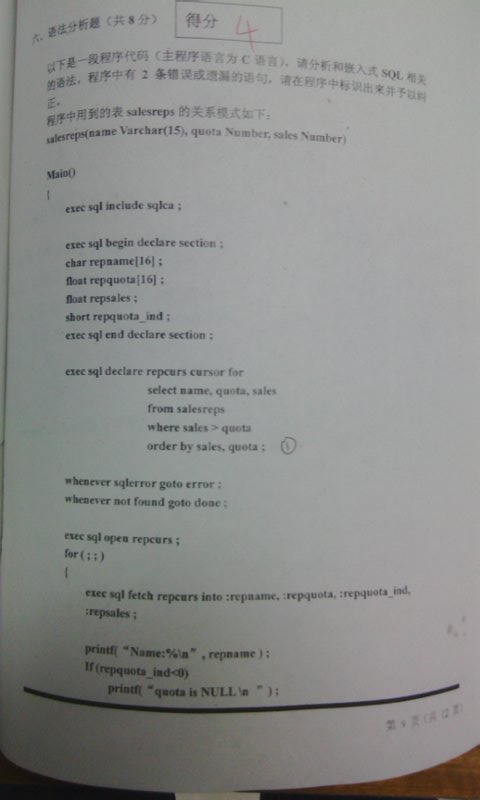 六、语法分析题（共 8 分）
得分 4
以下是一段程序代码（主程序语言为 C 语言），请分析和嵌入式 SQL 相关
的语法，程序中有 2 条错误或遗漏的语句，请在程序中标识出来并予以纠
正。
程序中用到的表 salesreps 的关系模式如下：
salesreps(name Varchar(15), quota Number, sales Number)
Main()
{
exec sql include sqlca ;
exec sql begin declare section ;
char repname[16] ;
float repquota[16] ;
float repsales ;
short repquota_ind ;
exec sql end declare section ;
exec sql declare repcurs cursor for
select name, quota, sales
from salesreps
where sales > quota
order by sales, quota ; ①
whenever sqlerror goto error ;
whenever not found goto done ;
exec sql open repcurs ;
for ( ; ; )
{
exec sql fetch repcurs into :repname, :repquota, :repquota_ind,
:repsales ;
printf( “Name:%\n” , repname ) ;
If (repquota_ind<0)
printf( “quota is NULL \n ” ) ;
第 9 页(共 12 页)